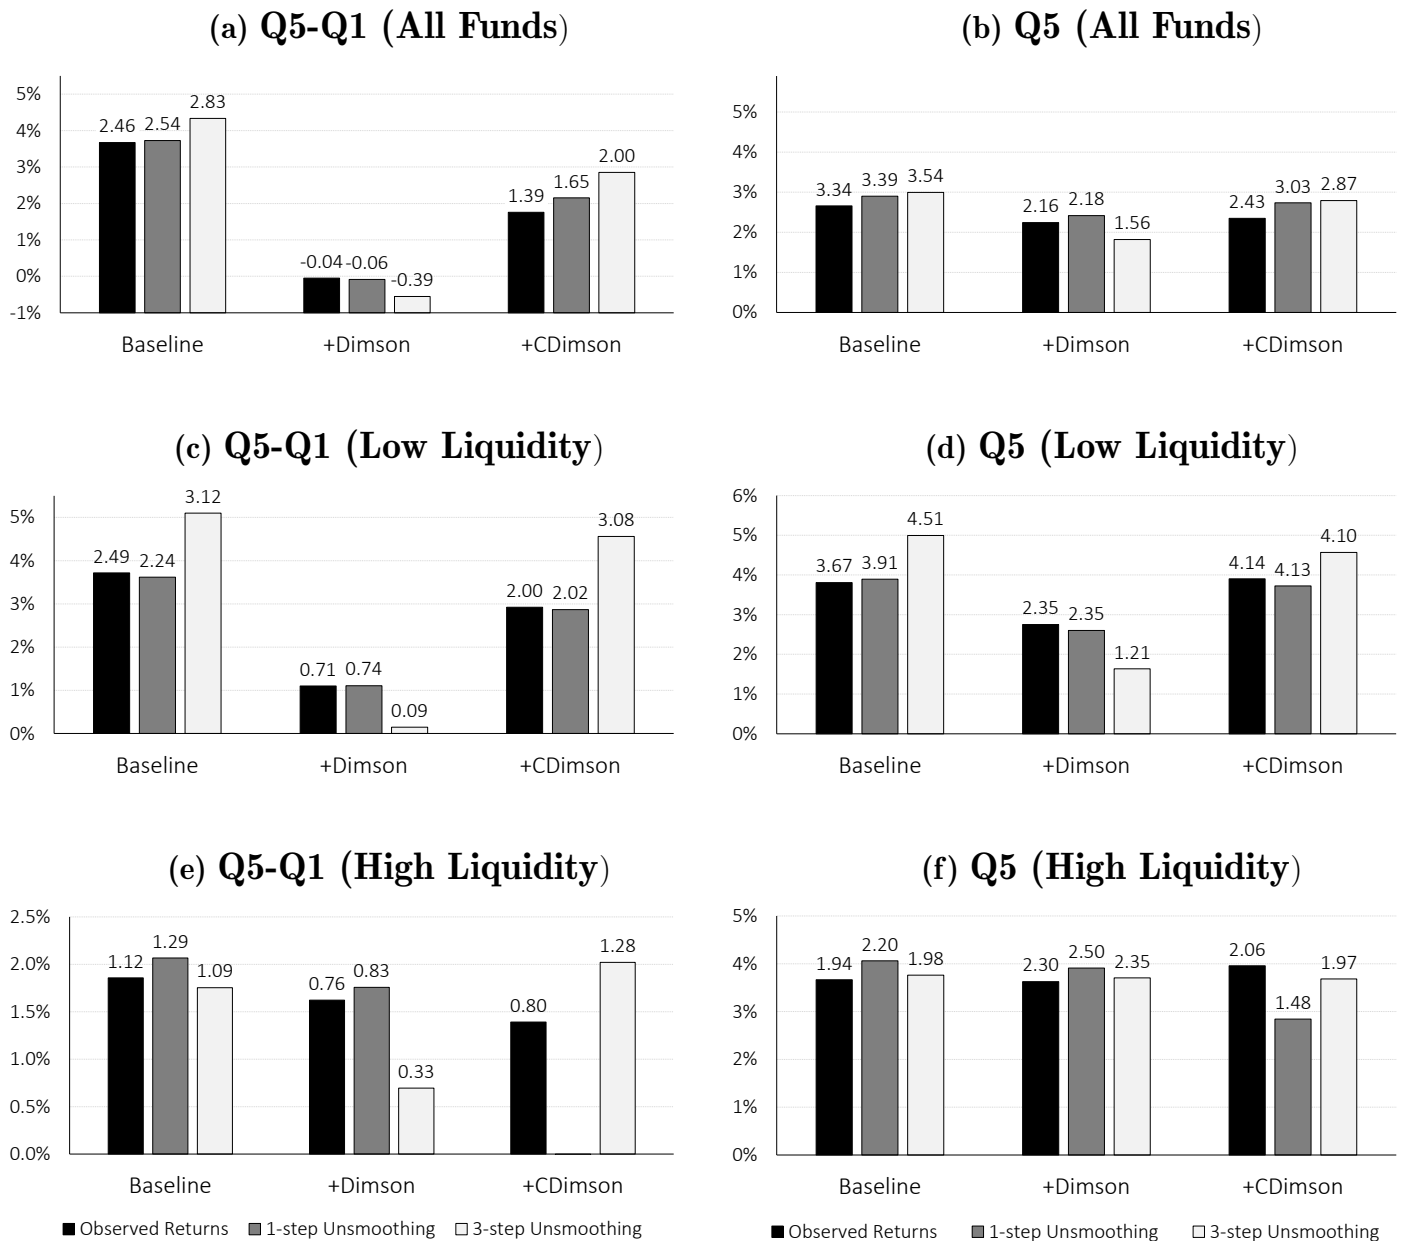 (a) Q5-Q1 (All Funds)
5%
4%
3%
2%
1%
0%
-1%
2.46 2.54 2.83
-0.04 -0.06 -0.39
1.39 1.65 2.00
Baseline +Dimson +CDimson
(b) Q5 (All Funds)
5%
4%
3%
2%
1%
0%
3.34 3.39 3.54
2.16 2.18 1.56
2.43 3.03 2.87
Baseline +Dimson +CDimson
(c) Q5-Q1 (Low Liquidity)
5%
4%
3%
2%
1%
0%
2.49 2.24 3.12
0.71 0.74 0.09
2.00 2.02 3.08
Baseline +Dimson +CDimson
(d) Q5 (Low Liquidity)
6%
5%
4%
3%
2%
1%
0%
3.67 3.91 4.51
2.35 2.35 1.21
4.14 4.13 4.10
Baseline +Dimson +CDimson
(e) Q5-Q1 (High Liquidity)
2.5%
2.0%
1.5%
1.0%
0.5%
0.0%
1.12 1.29 1.09
0.76 0.83 0.33
0.80 1.28
Baseline +Dimson +CDimson
Observed Returns 1-step Unsmoothing 3-step Unsmoothing
(f) Q5 (High Liquidity)
5%
4%
3%
2%
1%
0%
1.94 2.20 1.98
2.30 2.50 2.35
2.06 1.48 1.97
Baseline +Dimson +CDimson
Observed Returns 1-step Unsmoothing 3-step Unsmoothing